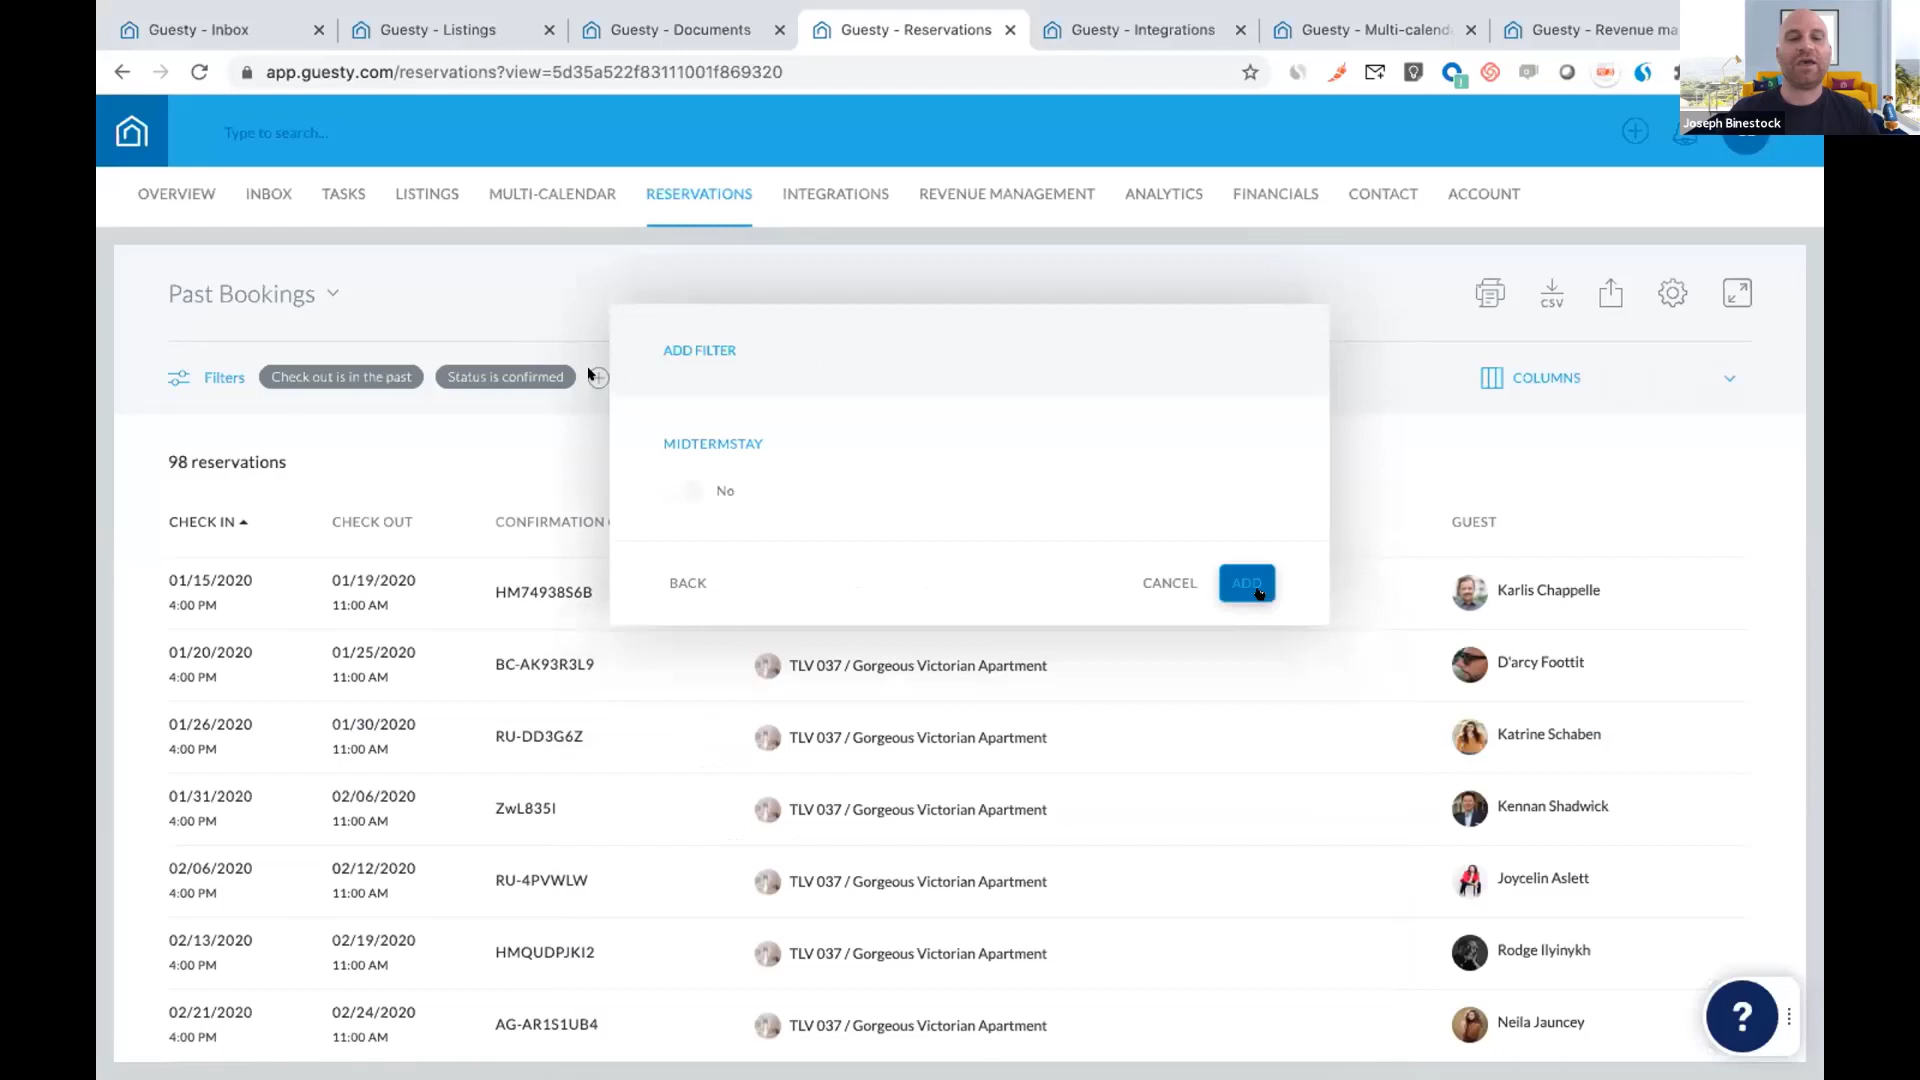 Guesty - Inbox
Guesty - Listings
Guesty - Documents
Guesty - Reservations
Guesty - Integrations
Guesty - Multi-calend
Guesty - Revenue ma
app.guesty.com/reservations?view=5d35a522f83111001f869320
Joseph Binestock
Type to search...
OVERVIEW INBOX TASKS LISTINGS MULTI-CALENDAR RESERVATIONS INTEGRATIONS REVENUE MANAGEMENT ANALYTICS FINANCIALS CONTACT ACCOUNT
Past Bookings
CSV
Filters Check out is in the past Status is confirmed
COLUMNS
ADD FILTER
MIDTERMSTAY
No
BACK CANCEL ADD
98 reservations
CHECK IN CHECK OUT CONFIRMATION GUEST
01/15/2020 01/19/2020
4:00 PM 11:00 AM
HM74938S6B Karlis Chappelle
01/20/2020 01/25/2020
4:00 PM 11:00 AM
BC-AK93R3L9 TLV 037 / Gorgeous Victorian Apartment D'arcy Foottit
01/26/2020 01/30/2020
4:00 PM 11:00 AM
RU-DD3G6Z TLV 037 / Gorgeous Victorian Apartment Katrine Schaben
01/31/2020 02/06/2020
4:00 PM 11:00 AM
ZwL835I TLV 037 / Gorgeous Victorian Apartment Kennan Shadwick
02/06/2020 02/12/2020
4:00 PM 11:00 AM
RU-4PVWLW TLV 037 / Gorgeous Victorian Apartment Joycelin Aslett
02/13/2020 02/19/2020
4:00 PM 11:00 AM
HMQUDPJKI2 TLV 037 / Gorgeous Victorian Apartment Rodge Ilyinykh
02/21/2020 02/24/2020
4:00 PM 11:00 AM
AG-AR1S1UB4 TLV 037 / Gorgeous Victorian Apartment Neila Jauncey
?